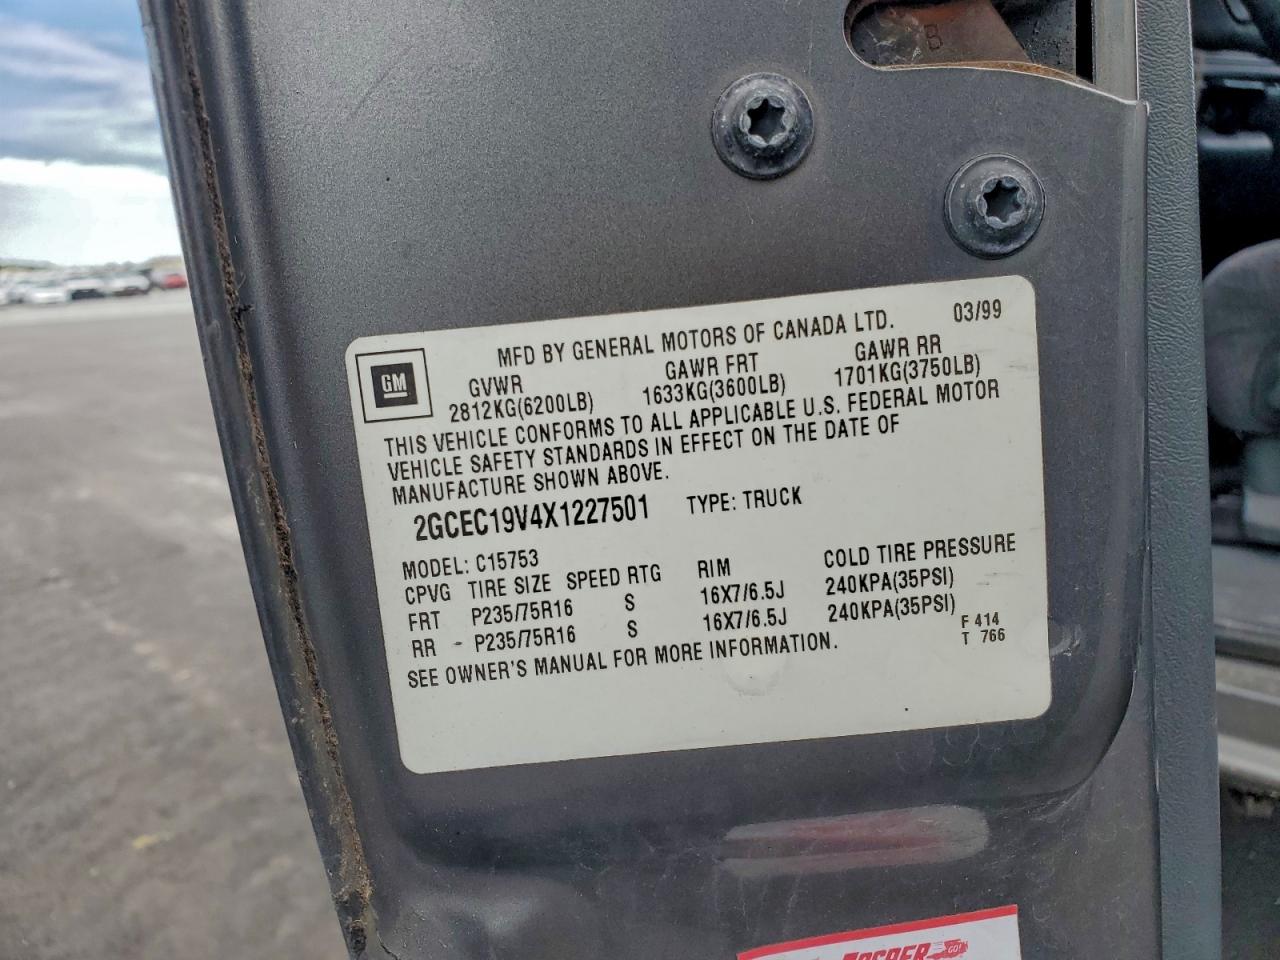 B
MFD BY GENERAL MOTORS OF CANADA LTD. 03/99
GM
GVWR GAWR FRT GAWR RR
2812KG(6200LB) 1633KG(3600LB) 1701KG(3750LB)
THIS VEHICLE CONFORMS TO ALL APPLICABLE U.S. FEDERAL MOTOR
VEHICLE SAFETY STANDARDS IN EFFECT ON THE DATE OF
MANUFACTURE SHOWN ABOVE.
2GCEC19V4X1227501 TYPE: TRUCK
MODEL: C15753
CPVG TIRE SIZE SPEED RTG RIM COLD TIRE PRESSURE
FRT P235/75R16 S 16X7/6.5J 240KPA(35PSI)
RR - P235/75R16 S 16X7/6.5J 240KPA(35PSI)
SEE OWNER'S MANUAL FOR MORE INFORMATION.
F 414
T 766
GO!